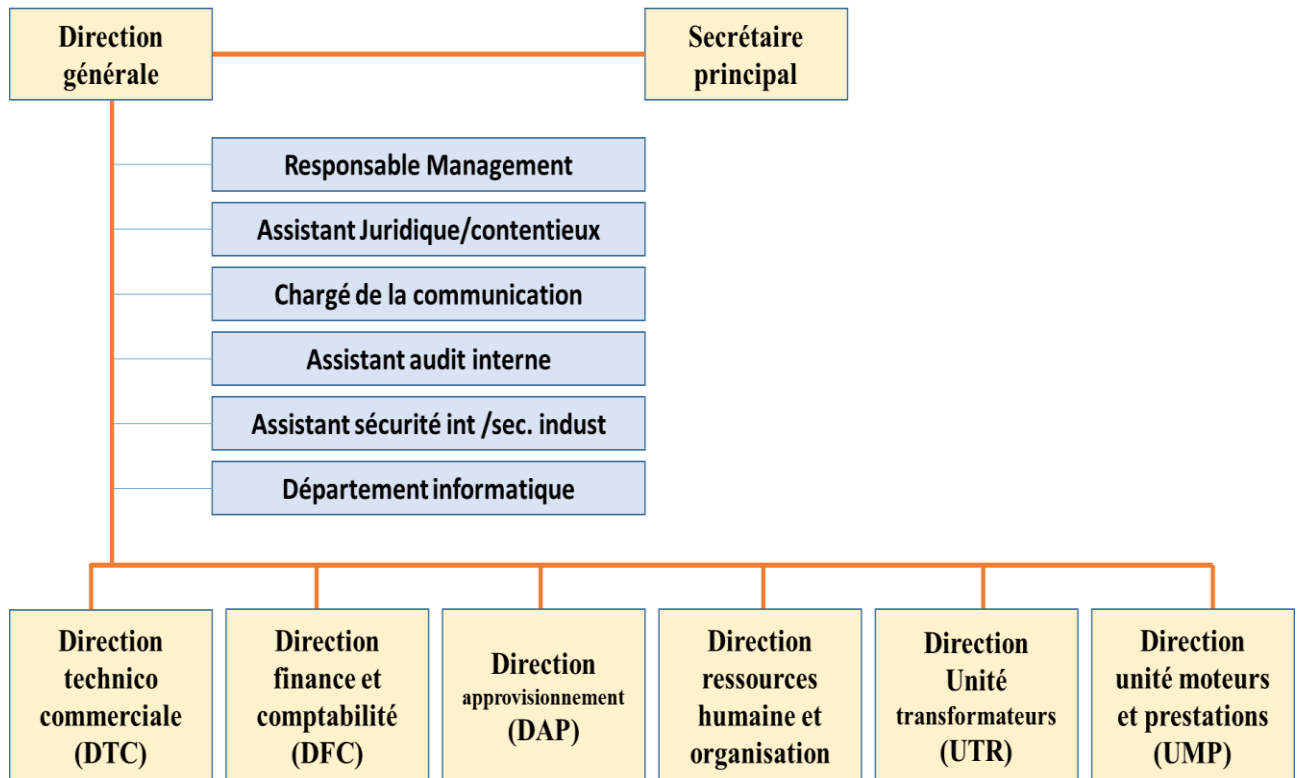 Direction
générale
Secrétaire
principal
Responsable Management
Assistant Juridique/contentieux
Chargé de la communication
Assistant audit interne
Assistant sécurité int /sec. indust
Département informatique
Direction
technico
commerciale
(DTC)
Direction
finance et
comptabilité
(DFC)
Direction
approvisionnement
(DAP)
Direction
ressources
humaine et
organisation
Direction
Unité
transformateurs
(UTR)
Direction
unité moteurs
et prestations
(UMP)